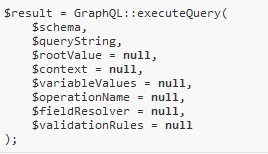 $result = GraphQL::executeQuery(
    $schema,
    $queryString,
    $rootValue = null,
    $context = null,
    $variableValues = null,
    $operationName = null,
    $fieldResolver = null,
    $validationRules = null
);